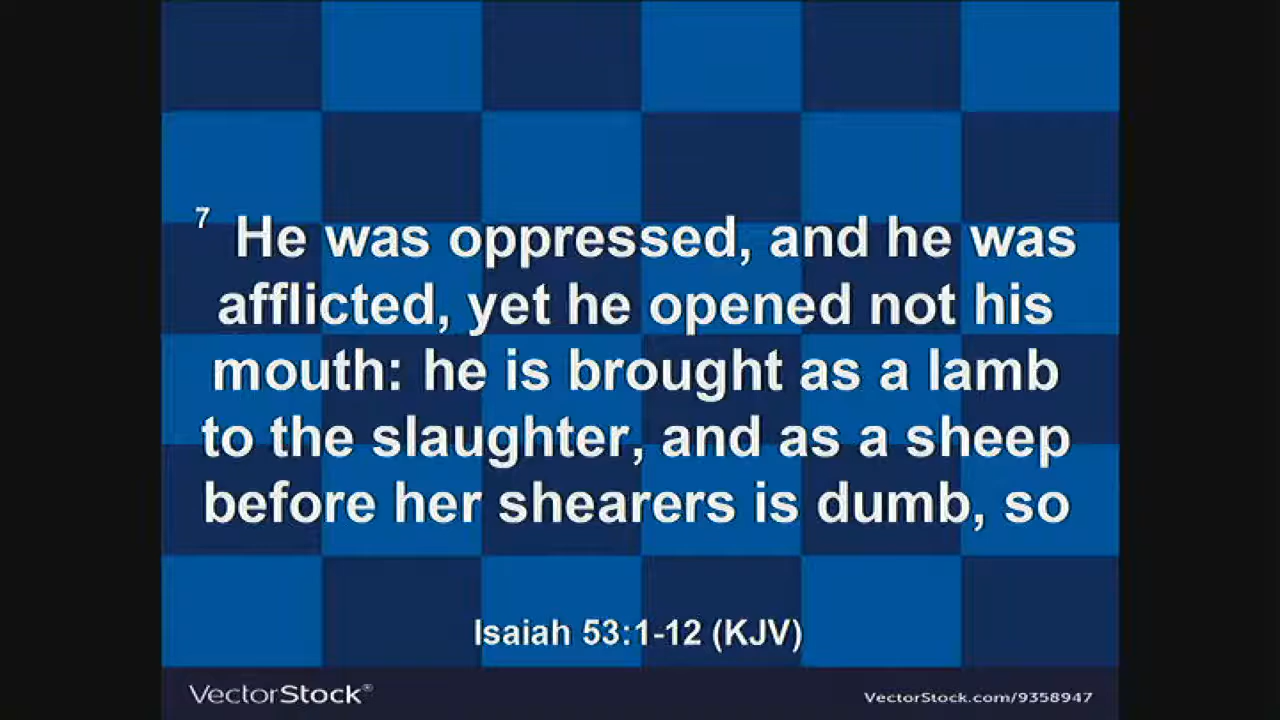 7 He was oppressed, and he was
afflicted, yet he opened not his
mouth: he is brought as a lamb
to the slaughter, and as a sheep
before her shearers is dumb, so
Isaiah 53:1-12 (KJV)
VectorStock®
VectorStock.com/9358947